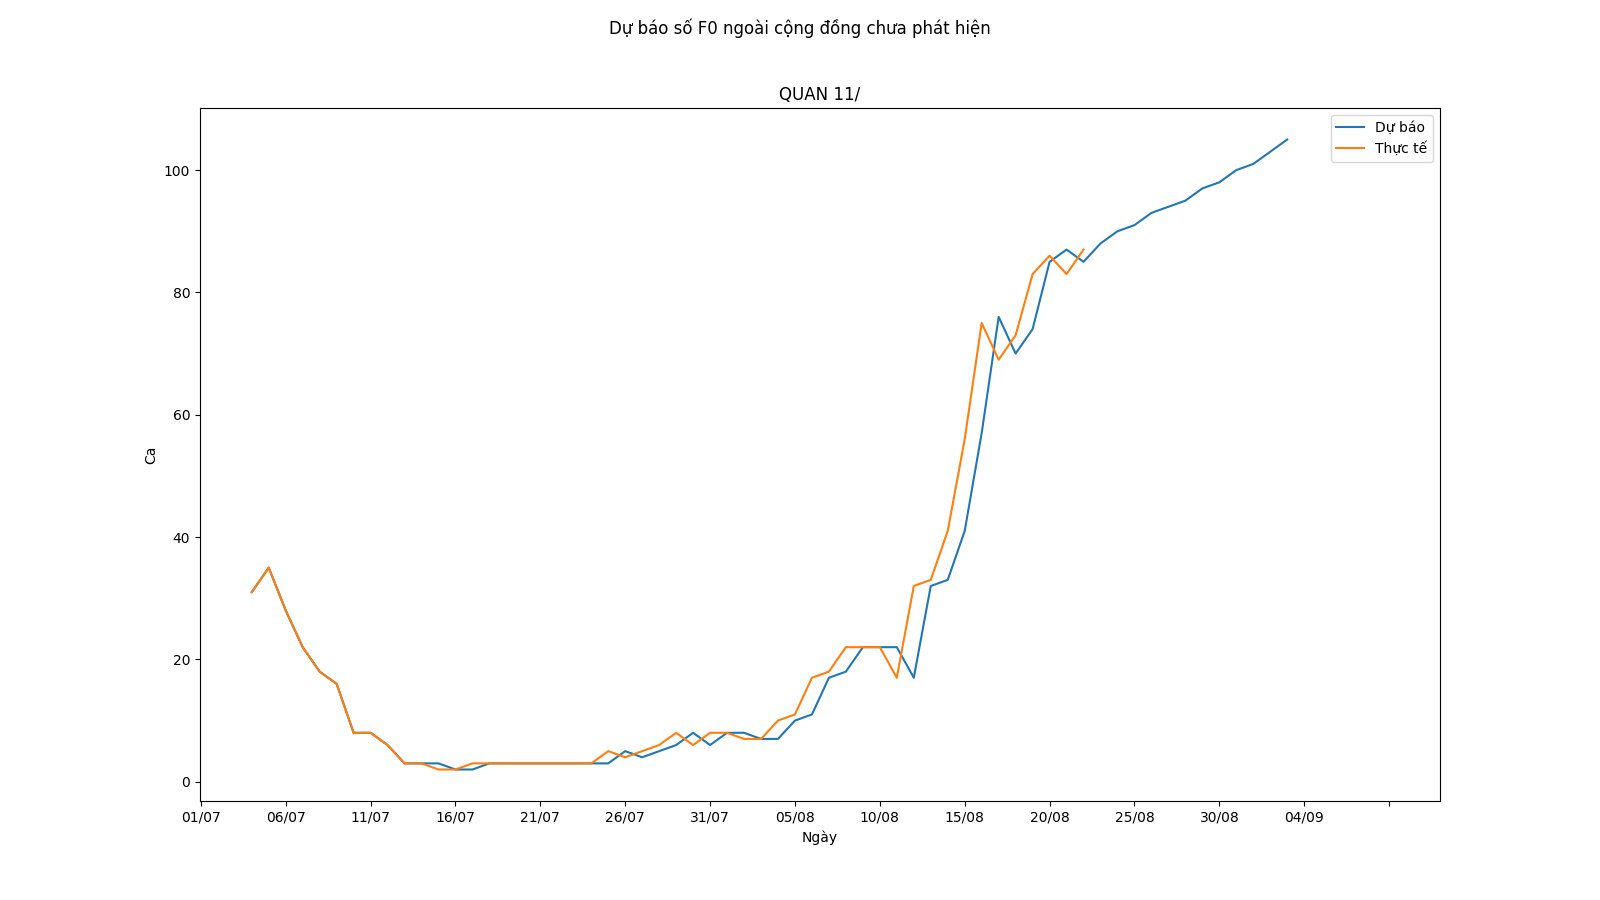 Dự báo số F0 ngoài cộng đồng chưa phát hiện
QUAN 11/
Dự báo
Thực tế
100
80
60
40
20
0
Ca
01/07 06/07 11/07 16/07 21/07 26/07 31/07 05/08 10/08 15/08 20/08 25/08 30/08 04/09
Ngày